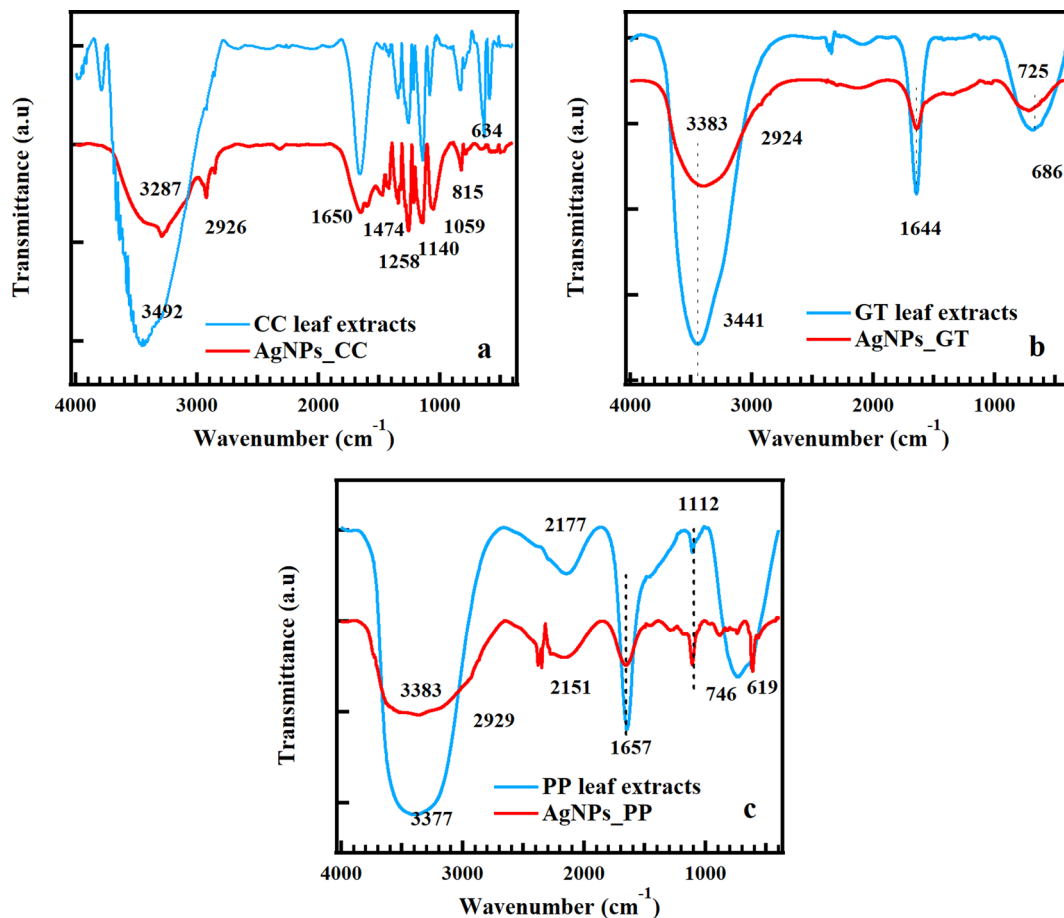 Transmittance (a.u)
3287
3492
2926
1650
1474
1258
1140
1059
815
634
CC leaf extracts
AgNPs_CC
a
4000 3000 2000 1000
Wavenumber (cm-1)
Transmittance (a.u)
3383
2924
3441
1644
725
686
GT leaf extracts
AgNPs_GT
b
4000 3000 2000 1000
Wavenumber (cm-1)
Transmittance (a.u)
2177
1112
3383
2929
2151
1657
746
619
3377
PP leaf extracts
AgNPs_PP
c
4000 3000 2000 1000
Wavenumber (cm-1)